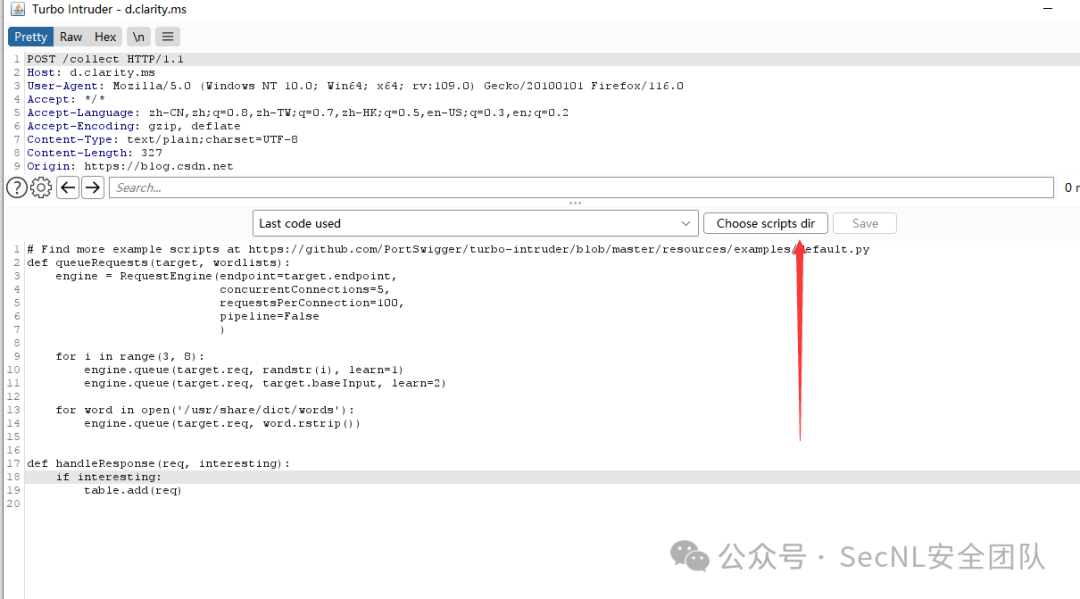 Turbo Intruder - d.clarity.ms
Pretty Raw Hex \n
1 POST /collect HTTP/1.1
2 Host: d.clarity.ms
3 User-Agent: Mozilla/5.0 (Windows NT 10.0; Win64; x64; rv:109.0) Gecko/20100101 Firefox/116.0
4 Accept: */*
5 Accept-Language: zh-CN,zh;q=0.8,zh-TW;q=0.7,zh-HK;q=0.5,en-US;q=0.3,en;q=0.2
6 Accept-Encoding: gzip, deflate
7 Content-Type: text/plain;charset=UTF-8
8 Content-Length: 327
9 Origin: https://blog.csdn.net
? Search... 0
Last code used Choose scripts dir Save
1 # Find more example scripts at https://github.com/PortSwigger/turbo-intruder/blob/master/resources/examples/default.py
2 def queueRequests(target, wordlists):
3     engine = RequestEngine(endpoint=target.endpoint,
4                            concurrentConnections=5,
5                            requestsPerConnection=100,
6                            pipeline=False
7                            )
8
9     for i in range(3, 8):
10         engine.queue(target.req, randstr(i), learn=1)
11         engine.queue(target.req, target.baseInput, learn=2)
12
13     for word in open('/usr/share/dict/words'):
14         engine.queue(target.req, word.rstrip())
15
16
17 def handleResponse(req, interesting):
18     if interesting:
19         table.add(req)
20
公众号 · SecNL安全团队